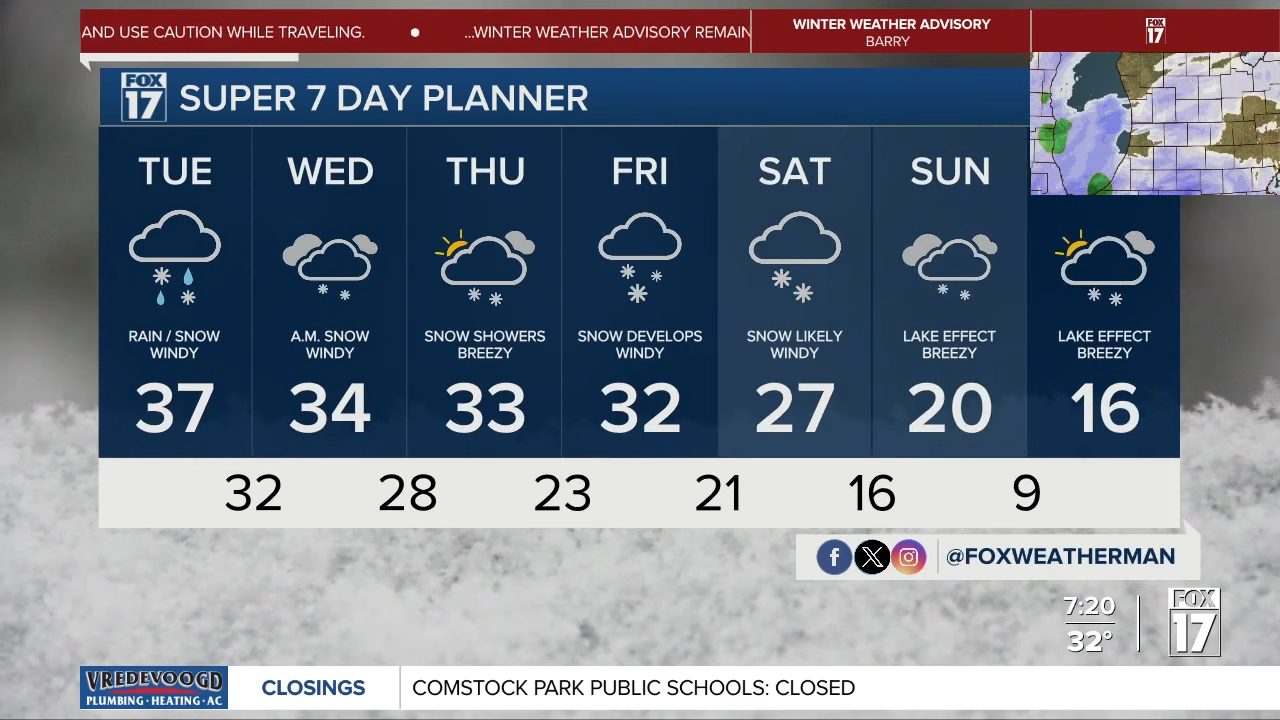 AND USE CAUTION WHILE TRAVELING.
...WINTER WEATHER ADVISORY REMAIN
WINTER WEATHER ADVISORY
BARRY
FOX
17
FOX
17
SUPER 7 DAY PLANNER
TUE
WED
THU
FRI
SAT
SUN
RAIN / SNOW
WINDY
A.M. SNOW
WINDY
SNOW SHOWERS
BREEZY
SNOW DEVELOPS
WINDY
SNOW LIKELY
WINDY
LAKE EFFECT
BREEZY
LAKE EFFECT
BREEZY
37
34
33
32
27
20
16
32
28
23
21
16
9
@FOXWEATHERMAN
7:20
32°
FOX
17
VREDEVOOGD
PLUMBING · HEATING · AC
CLOSINGS
COMSTOCK PARK PUBLIC SCHOOLS: CLOSED